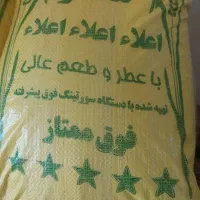 اعلاء اعلاء اعلاء
با عطر و طعم عالی
تهیه شده با دستگاه سورتینگ فوق پیشرفته
فوق ممتاز